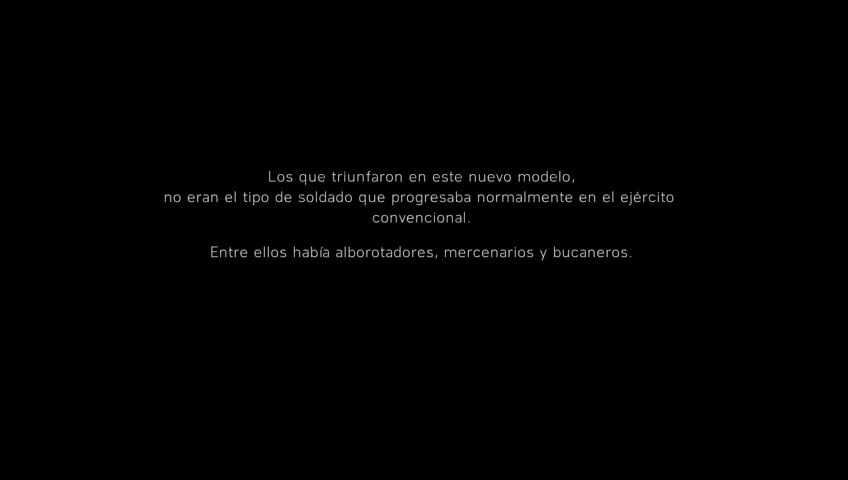 Los que triunfaron en este nuevo modelo,
no eran el tipo de soldado que progresaba normalmente en el ejército
convencional.
Entre ellos había alborotadores, mercenarios y bucaneros.